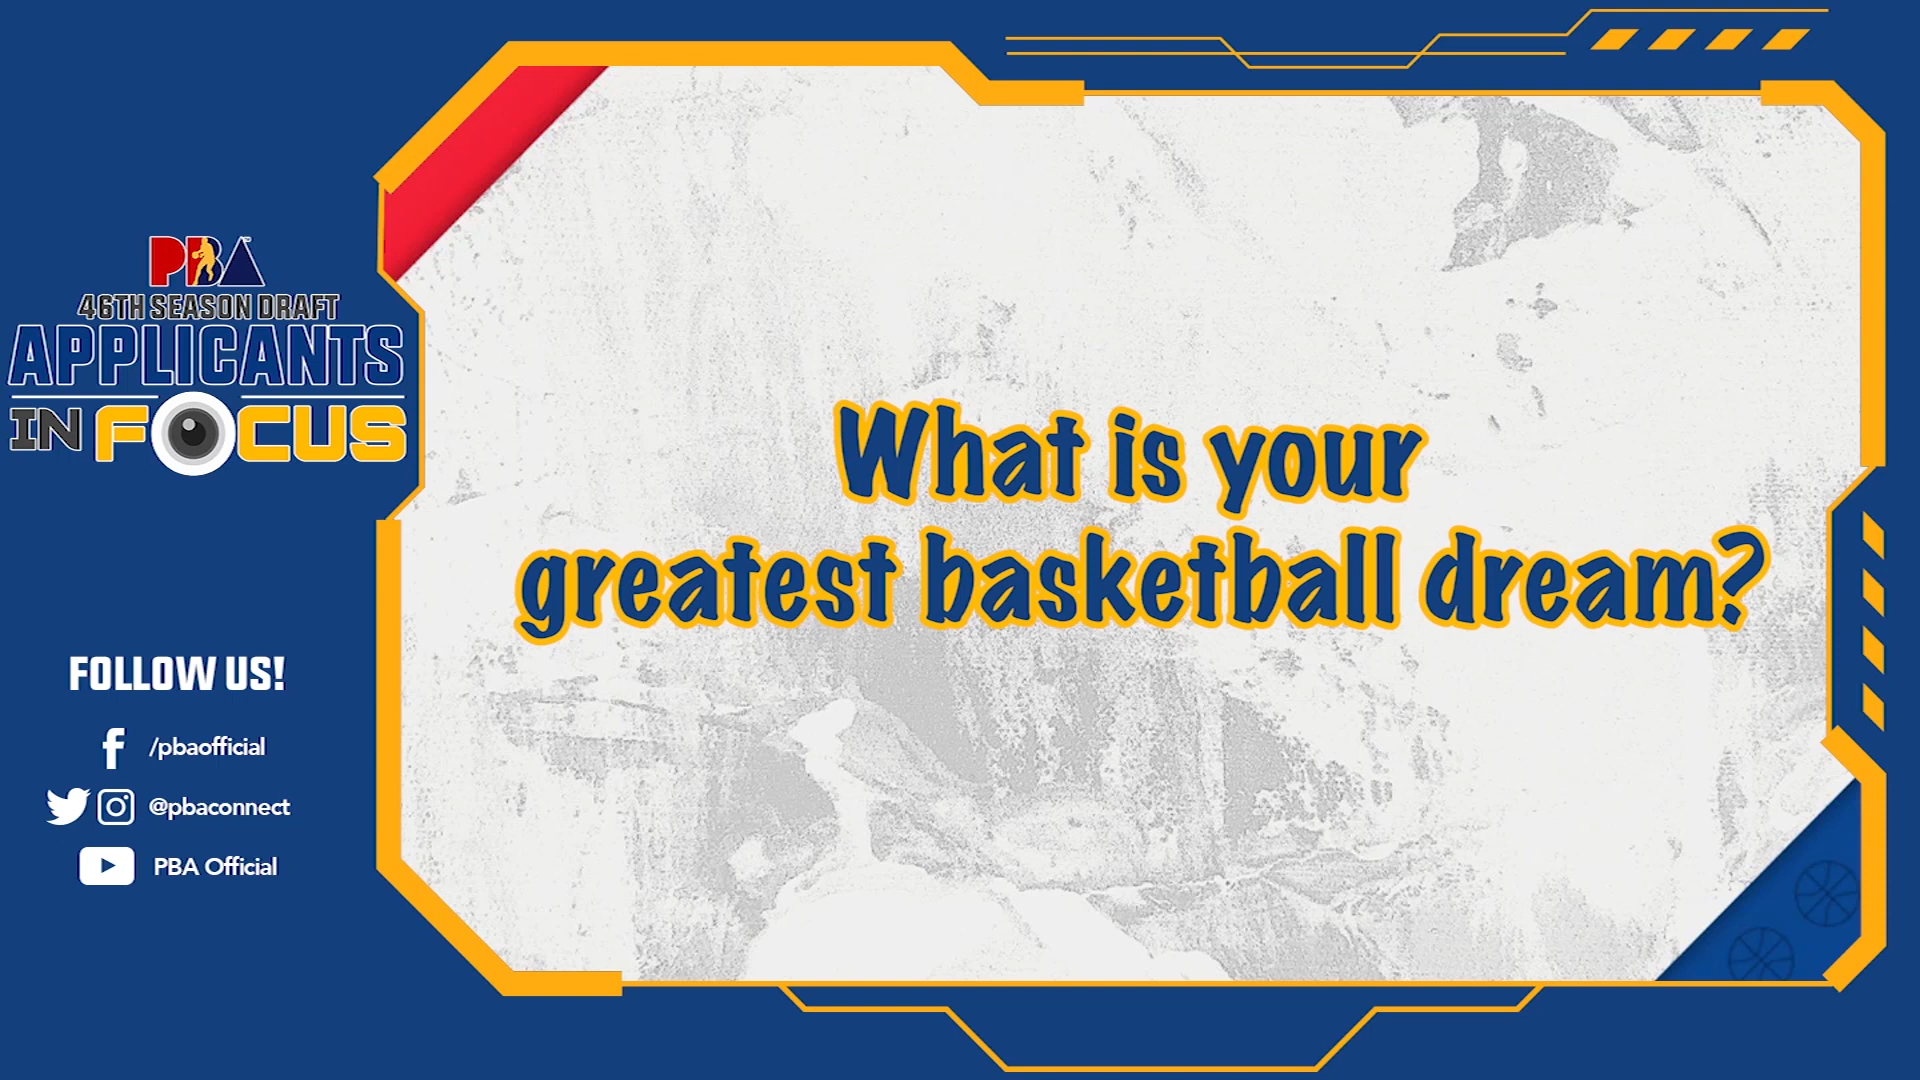 PBA
46TH SEASON DRAFT
APPLICANTS
IN FOCUS
What is your
greatest basketball dream?
FOLLOW US!
/pbaofficial
@pbaconnect
PBA Official